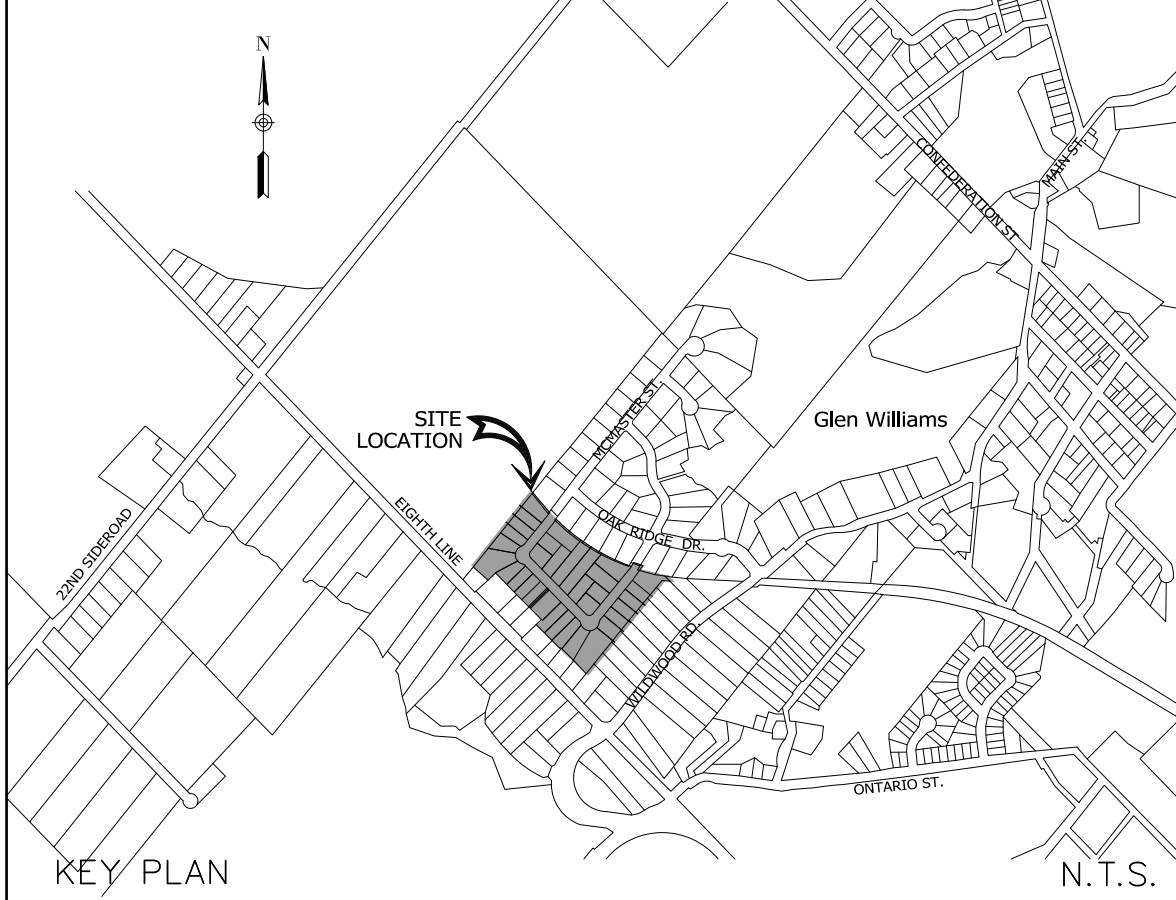 N
CONFEDERATION ST
MAIN ST.
SITE
LOCATION
MCMASTER ST.
Glen Williams
EIGHTH LINE
OAK RIDGE DR.
22ND SIDEROAD
WILDWOOD RD.
ONTARIO ST.
KEY PLAN
N.T.S.